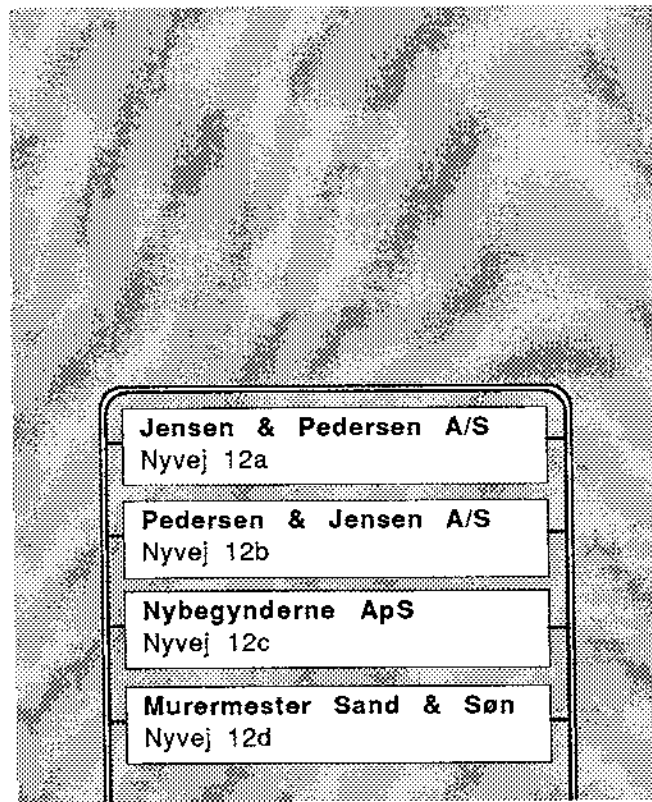 Jensen & Pedersen A/S
Nyvej 12a
Pedersen & Jensen A/S
Nyvej 12b
Nybegynderne ApS
Nyvej 12c
Murermester Sand & Søn
Nyvej 12d